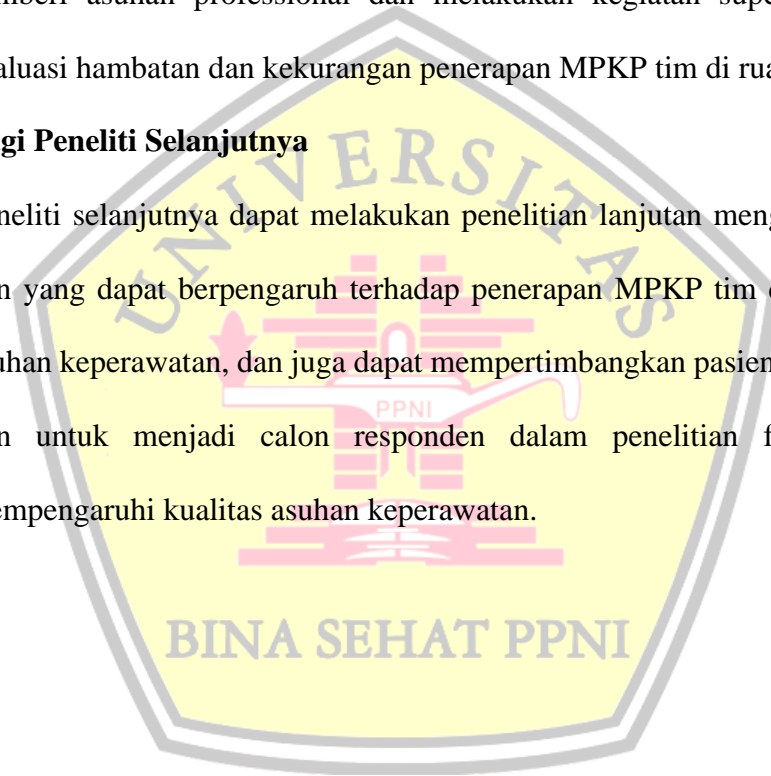 mberi asuhan professional dan melakukan kegiatan supe
aluasi hambatan dan kekurangan penerapan MPKP tim di rua
gi Peneliti Selanjutnya
neliti selanjutnya dapat melakukan penelitian lanjutan meng
n yang dapat berpengaruh terhadap penerapan MPKP tim
uhan keperawatan, dan juga dapat mempertimbangkan pasien
n untuk menjadi calon responden dalam penelitian f
empengaruhi kualitas asuhan keperawatan.
UNIVERSITAS
PPNI
BINA SEHAT PPNI